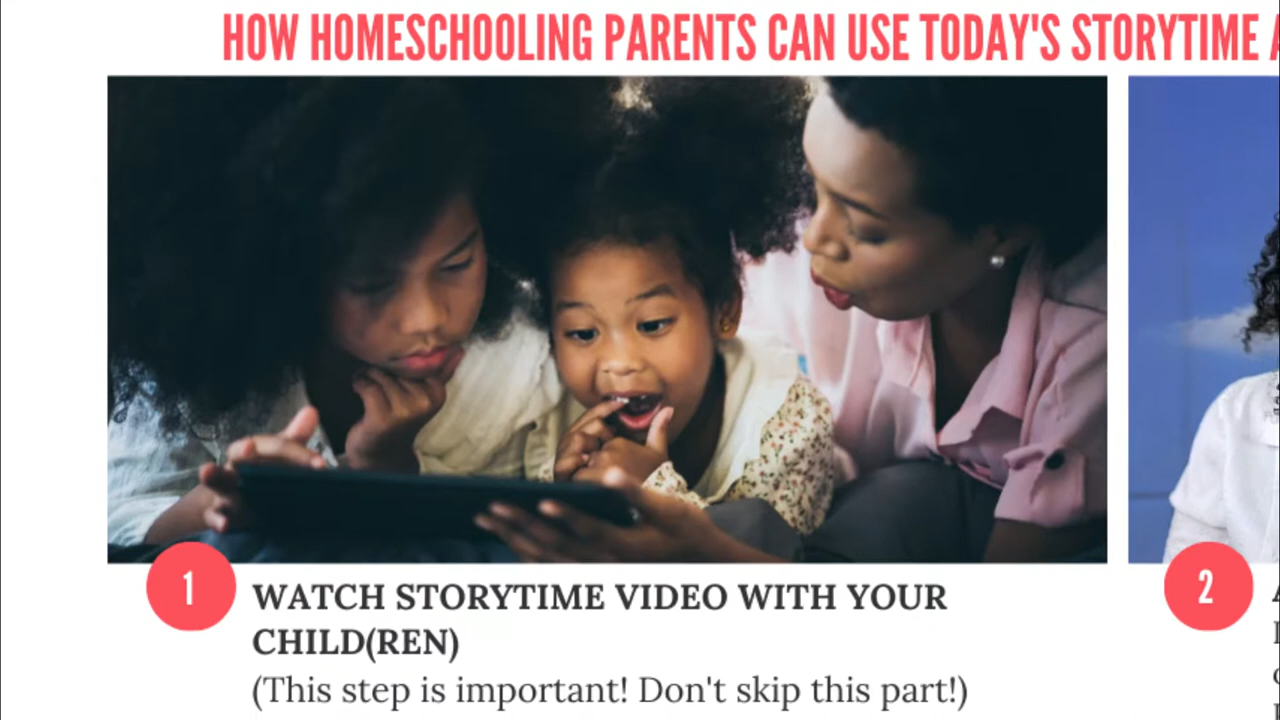 HOW HOMESCHOOLING PARENTS CAN USE TODAY'S STORYTIME
1
WATCH STORYTIME VIDEO WITH YOUR
CHILD(REN)
(This step is important! Don't skip this part!)
2